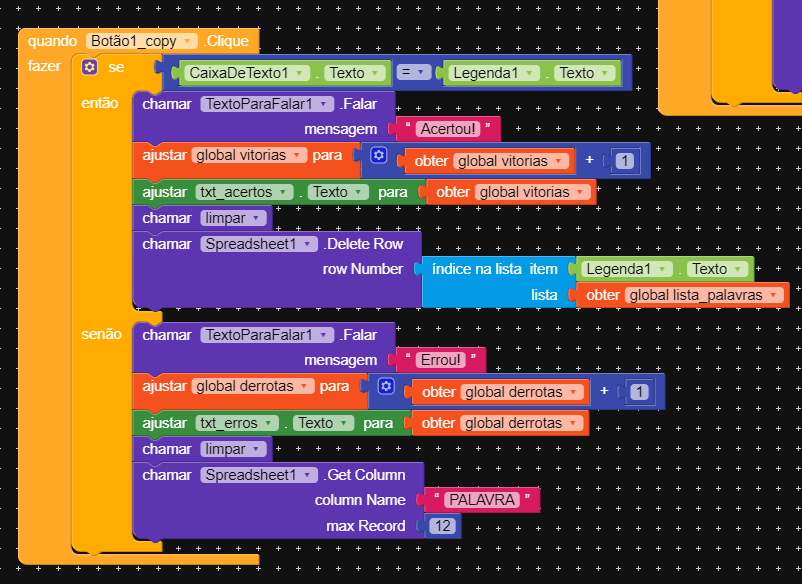 quando Botão1_copy .Clique
fazer se CaixaDeTexto1 . Texto = Legenda1 . Texto
então chamar TextoParaFalar1 .Falar
mensagem " Acertou! "
ajustar global vitorias para obter global vitorias + 1
ajustar txt_acertos . Texto para obter global vitorias
chamar limpar
chamar Spreadsheet1 .Delete Row
row Number índice na lista item Legenda1 . Texto
lista obter global lista_palavras
senão chamar TextoParaFalar1 .Falar
mensagem " Errou! "
ajustar global derrotas para obter global derrotas + 1
ajustar txt_erros . Texto para obter global derrotas
chamar limpar
chamar Spreadsheet1 .Get Column
column Name " PALAVRA "
max Record 12